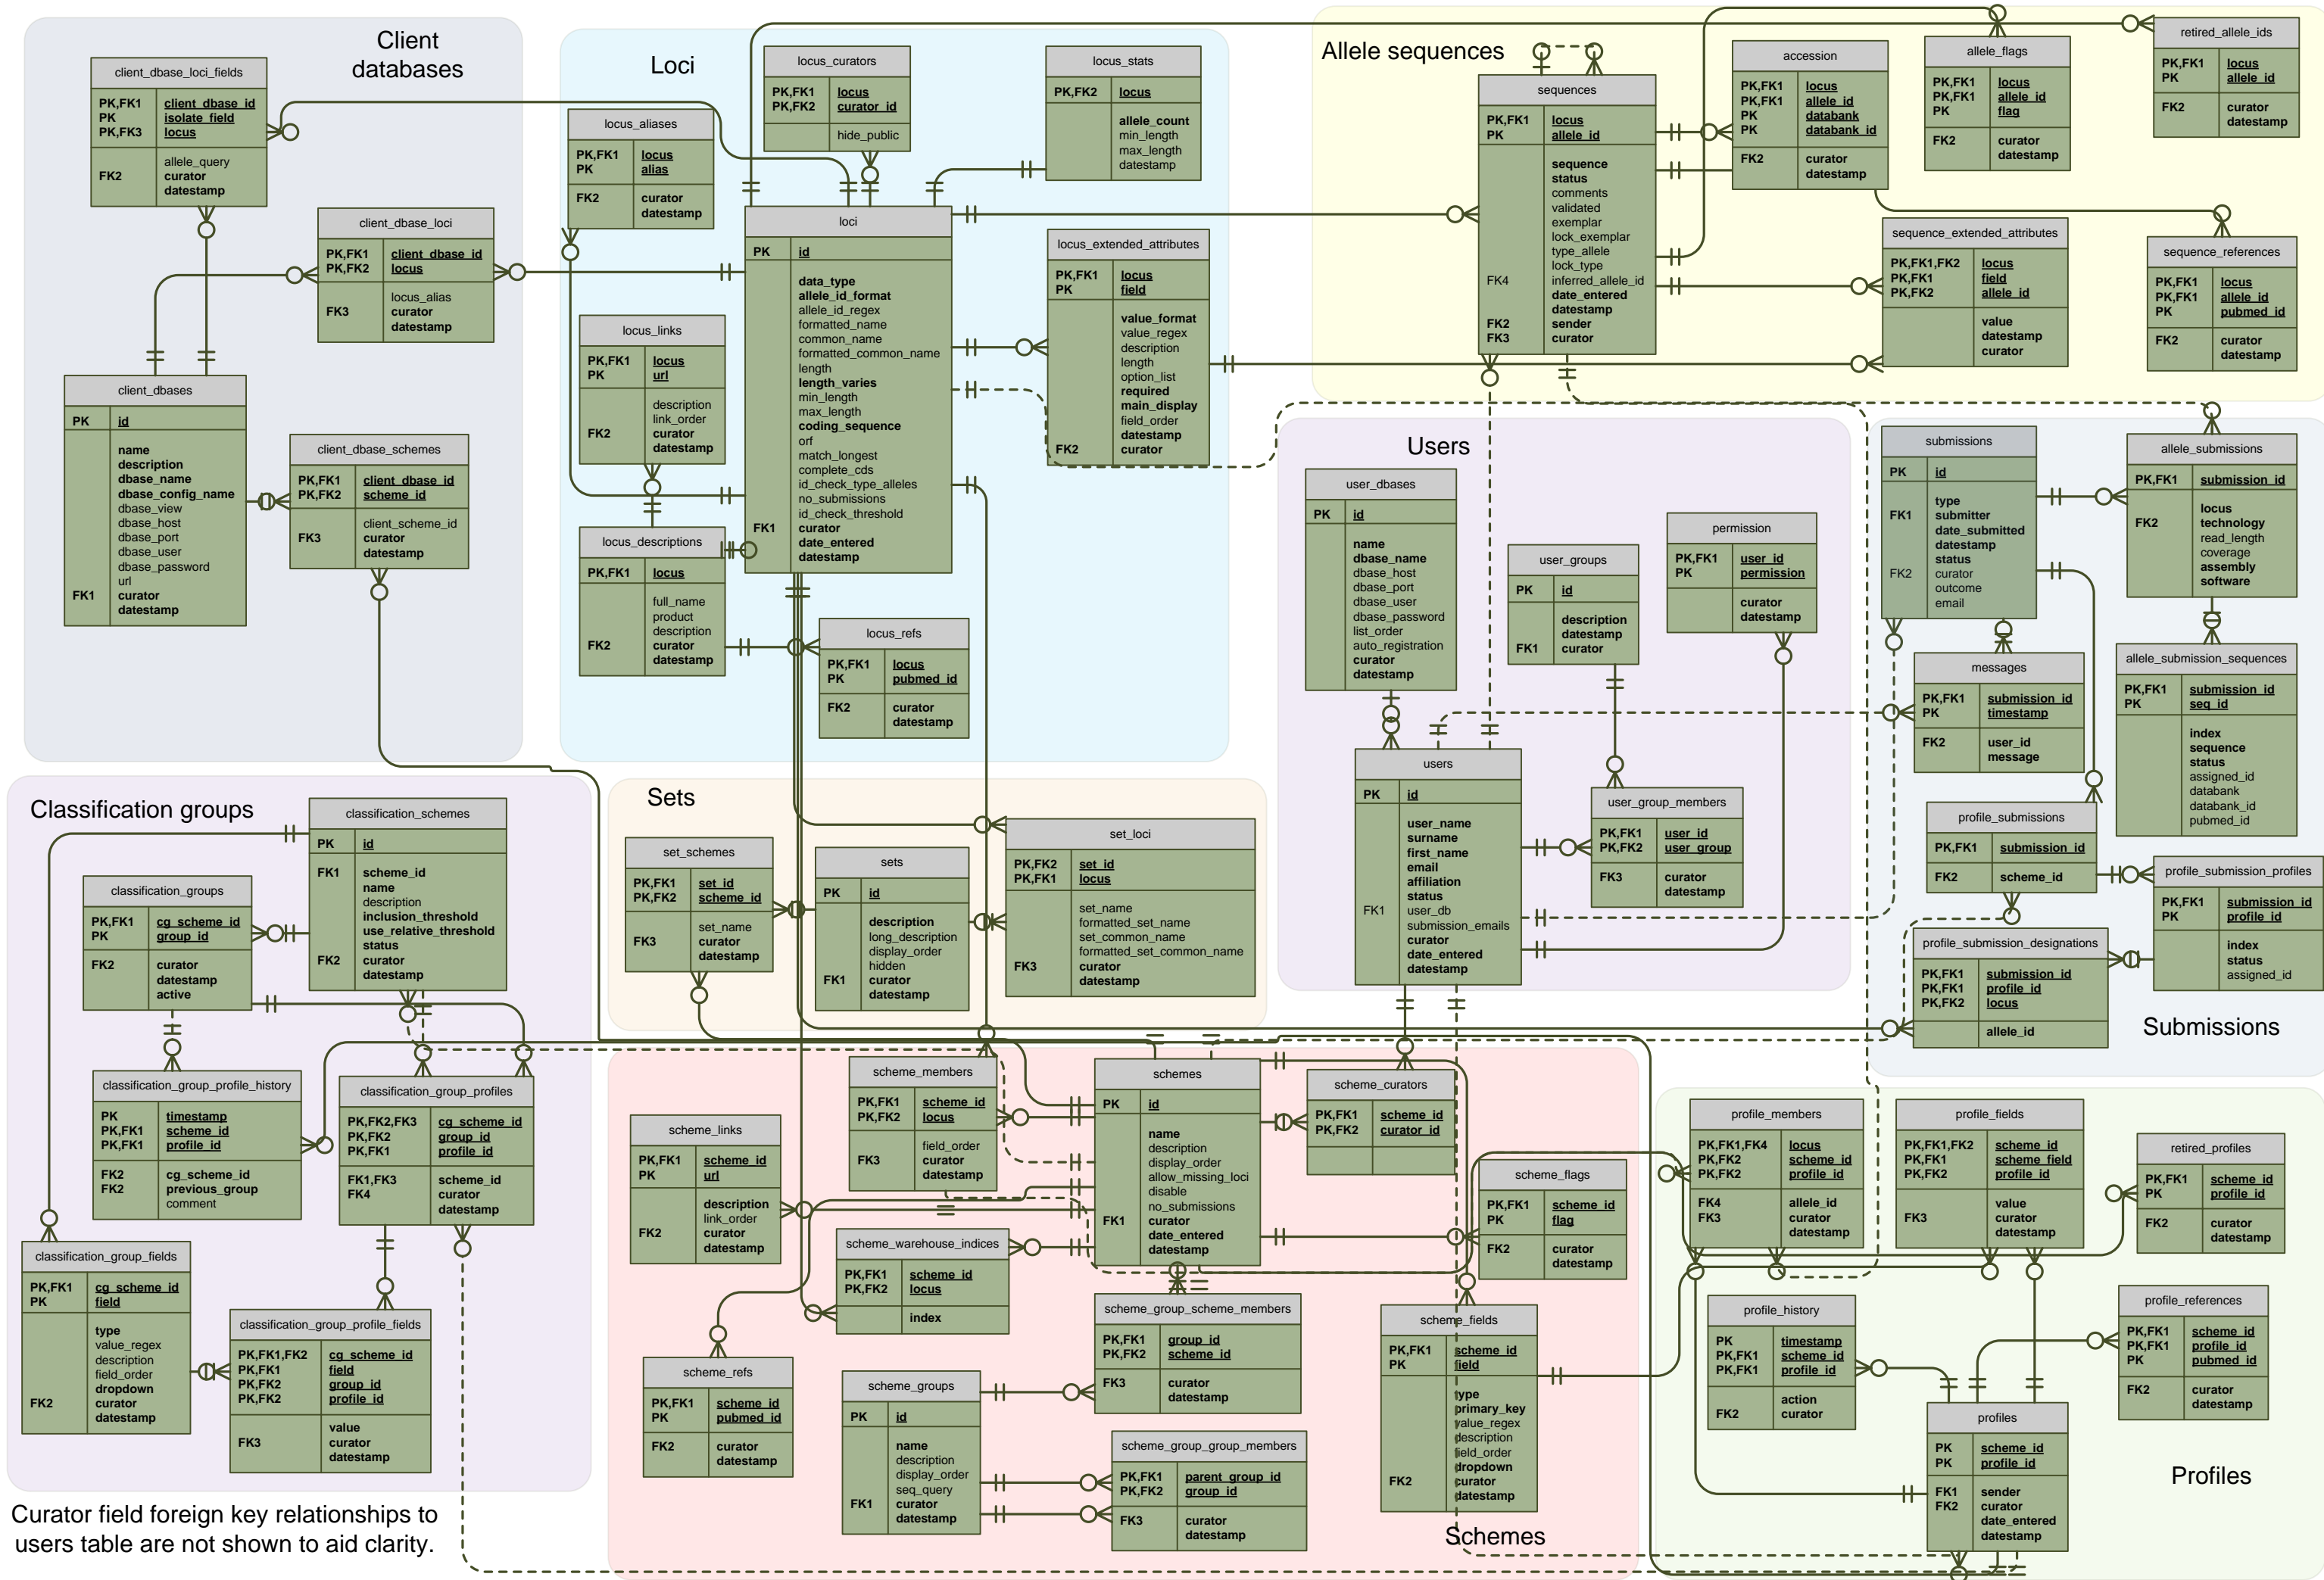 Client
databases
client_dbase_loci_fields
PK,FK1 client_dbase_id
PK isolate_field
PK,FK3 locus
allele_query
FK2 curator
datestamp
client_dbase_loci
PK,FK1 client_dbase_id
PK,FK2 locus
locus_alias
FK3 curator
datestamp
client_dbases
PK id
name
description
dbase_name
dbase_config_name
dbase_view
dbase_host
dbase_port
dbase_user
dbase_password
url
FK1 curator
datestamp
client_dbase_schemes
PK,FK1 client_dbase_id
PK,FK2 scheme_id
client_scheme_id
FK3 curator
datestamp
Loci
locus_curators
PK,FK1 locus
PK,FK2 curator_id
hide_public
locus_stats
PK,FK2 locus
allele_count
min_length
max_length
datestamp
locus_aliases
PK,FK1 locus
PK alias
FK2 curator
datestamp
loci
PK id
data_type
allele_id_format
allele_id_regex
formatted_name
common_name
formatted_common_name
length
length_varies
min_length
max_length
coding_sequence
orf
match_longest
complete_cds
id_check_type_alleles
no_submissions
id_check_threshold
FK1 curator
date_entered
datestamp
locus_extended_attributes
PK,FK1 locus
PK field
value_format
value_regex
description
length
option_list
required
main_display
field_order
datestamp
FK2 curator
locus_links
PK,FK1 locus
PK url
description
link_order
FK2 curator
datestamp
locus_descriptions
PK,FK1 locus
full_name
product
description
FK2 curator
datestamp
locus_refs
PK,FK1 locus
PK pubmed_id
FK2 curator
datestamp
Allele sequences
sequences
PK,FK1 locus
PK allele_id
sequence
status
comments
validated
exemplar
lock_exemplar
type_allele
lock_type
FK4 inferred_allele_id
date_entered
datestamp
FK2 sender
FK3 curator
accession
PK,FK1 locus
PK,FK1 allele_id
PK databank
PK databank_id
FK2 curator
datestamp
allele_flags
PK,FK1 locus
PK,FK1 allele_id
PK flag
FK2 curator
datestamp
retired_allele_ids
PK,FK1 locus
PK allele_id
FK2 curator
datestamp
sequence_extended_attributes
PK,FK1,FK2 locus
PK,FK1 field
PK,FK2 allele_id
value
datestamp
curator
sequence_references
PK,FK1 locus
PK,FK1 allele_id
PK pubmed_id
FK2 curator
datestamp
Users
user_dbases
PK id
name
dbase_name
dbase_host
dbase_port
dbase_user
dbase_password
list_order
auto_registration
curator
datestamp
user_groups
PK id
description
datestamp
FK1 curator
permission
PK,FK1 user_id
PK permission
curator
datestamp
users
PK id
user_name
surname
first_name
email
affiliation
status
FK1 user_db
submission_emails
curator
date_entered
datestamp
user_group_members
PK,FK1 user_id
PK,FK2 user_group
FK3 curator
datestamp
submissions
PK id
type
FK1 submitter
date_submitted
datestamp
status
FK2 curator
outcome
email
allele_submissions
PK,FK1 submission_id
locus
FK2 technology
read_length
coverage
assembly
software
messages
PK,FK1 submission_id
PK timestamp
FK2 user_id
message
allele_submission_sequences
PK,FK1 submission_id
PK seq_id
index
sequence
status
assigned_id
databank
databank_id
pubmed_id
profile_submissions
PK,FK1 submission_id
FK2 scheme_id
profile_submission_profiles
PK,FK1 submission_id
PK profile_id
index
status
assigned_id
profile_submission_designations
PK,FK1 submission_id
PK,FK1 profile_id
PK,FK2 locus
allele_id
Submissions
Classification groups
classification_schemes
PK id
FK1 scheme_id
name
description
inclusion_threshold
use_relative_threshold
status
FK2 curator
datestamp
classification_groups
PK,FK1 cg_scheme_id
PK group_id
FK2 curator
datestamp
active
classification_group_profile_history
PK timestamp
PK,FK1 scheme_id
PK,FK1 profile_id
FK2 cg_scheme_id
FK2 previous_group
comment
classification_group_profiles
PK,FK2,FK3 cg_scheme_id
PK,FK2 group_id
PK,FK1 profile_id
FK1,FK3 scheme_id
FK4 curator
datestamp
classification_group_fields
PK,FK1 cg_scheme_id
PK field
type
value_regex
description
field_order
dropdown
FK2 curator
datestamp
classification_group_profile_fields
PK,FK1,FK2 cg_scheme_id
PK,FK1 field
PK,FK2 group_id
PK,FK2 profile_id
value
FK3 curator
datestamp
Curator field foreign key relationships to
users table are not shown to aid clarity.
Sets
set_schemes
PK,FK1 set_id
PK,FK2 scheme_id
set_name
FK3 curator
datestamp
sets
PK id
description
long_description
display_order
hidden
FK1 curator
datestamp
set_loci
PK,FK2 set_id
PK,FK1 locus
set_name
formatted_set_name
set_common_name
formatted_set_common_name
FK3 curator
datestamp
scheme_members
PK,FK1 scheme_id
PK,FK2 locus
field_order
FK3 curator
datestamp
schemes
PK id
name
description
display_order
allow_missing_loci
disable
no_submissions
FK1 curator
date_entered
datestamp
scheme_curators
PK,FK1 scheme_id
PK,FK2 curator_id
scheme_links
PK,FK1 scheme_id
PK url
description
link_order
FK2 curator
datestamp
scheme_flags
PK,FK1 scheme_id
PK flag
FK2 curator
datestamp
scheme_warehouse_indices
PK,FK1 scheme_id
PK,FK2 locus
index
scheme_refs
PK,FK1 scheme_id
PK pubmed_id
FK2 curator
datestamp
scheme_group_scheme_members
PK,FK1 group_id
PK,FK2 scheme_id
FK3 curator
datestamp
scheme_fields
PK,FK1 scheme_id
PK field
type
primary_key
value_regex
description
field_order
dropdown
FK2 curator
datestamp
scheme_groups
PK id
name
description
display_order
seq_query
FK1 curator
datestamp
scheme_group_group_members
PK,FK1 parent_group_id
PK,FK2 group_id
FK3 curator
datestamp
Schemes
profile_members
PK,FK1,FK4 locus
PK,FK2 scheme_id
PK,FK2 profile_id
FK4 allele_id
FK3 curator
datestamp
profile_fields
PK,FK1,FK2 scheme_id
PK,FK1 scheme_field
PK,FK2 profile_id
value
FK3 curator
datestamp
retired_profiles
PK,FK1 scheme_id
PK profile_id
FK2 curator
datestamp
profile_history
PK timestamp
PK,FK1 scheme_id
PK,FK1 profile_id
action
FK2 curator
profile_references
PK,FK1 scheme_id
PK,FK1 profile_id
PK pubmed_id
FK2 curator
datestamp
profiles
PK scheme_id
PK profile_id
FK1 sender
FK2 curator
date_entered
datestamp
Profiles